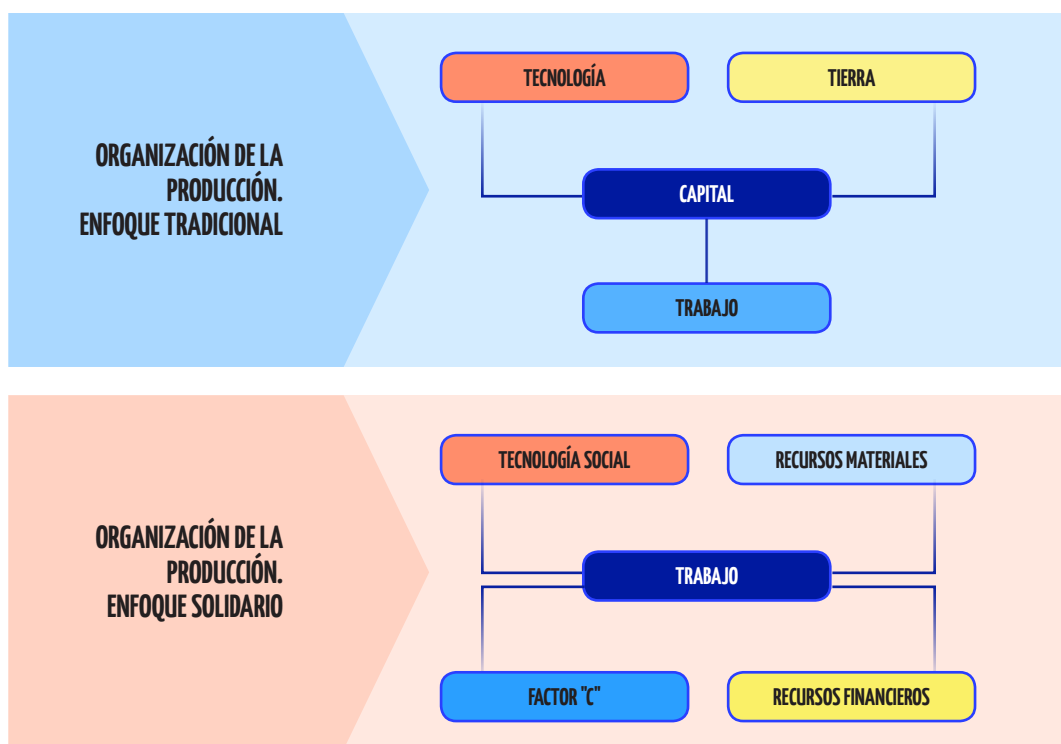 ORGANIZACIÓN DE LA
PRODUCCIÓN.
ENFOQUE TRADICIONAL
TECNOLOGÍA
TIERRA
CAPITAL
TRABAJO
ORGANIZACIÓN DE LA
PRODUCCIÓN.
ENFOQUE SOLIDARIO
TECNOLOGÍA SOCIAL
RECURSOS MATERIALES
TRABAJO
FACTOR "C"
RECURSOS FINANCIEROS